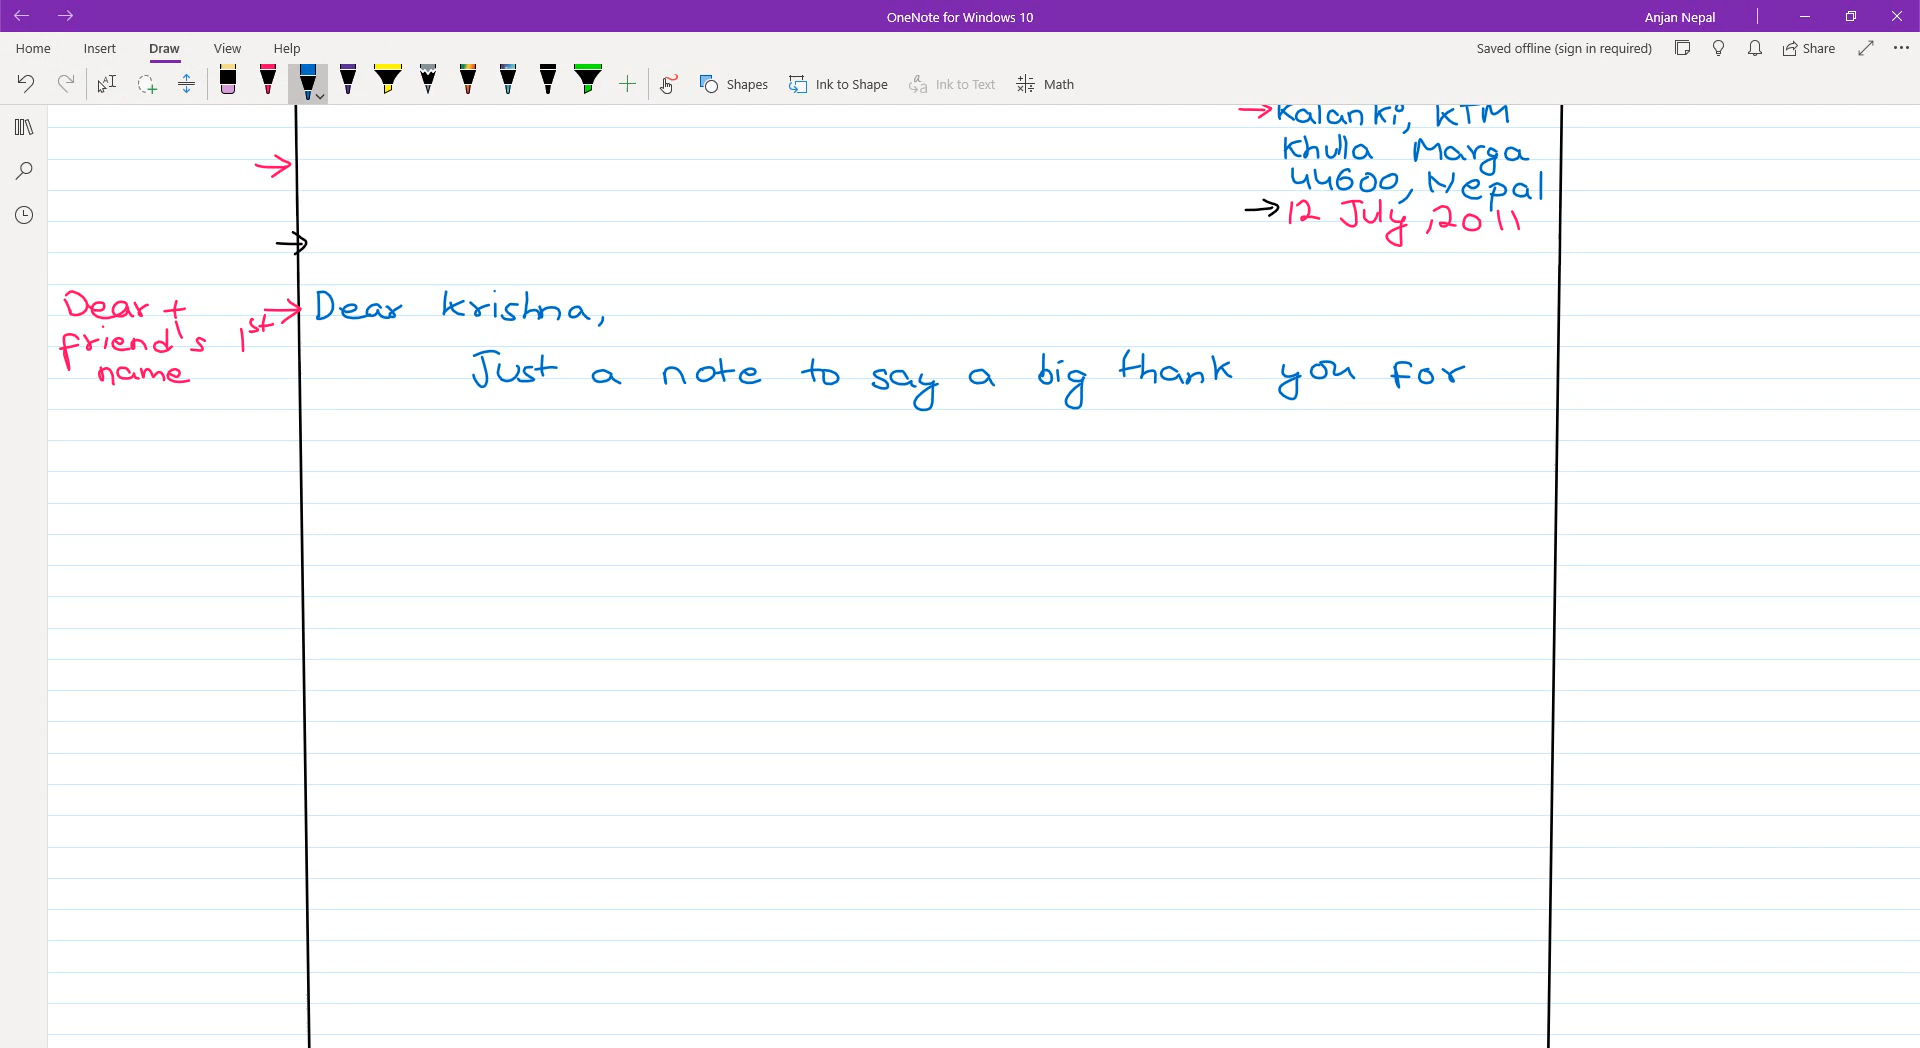 OneNote for Windows 10
Anjan Nepal
Home Insert Draw View Help
Saved offline (sign in required)
Share
Shapes
Ink to Shape
Ink to Text
Math
Kalanki, KTM
Khulla Marga
44600, Nepal
12 July, 2011
Dear +
friend's 1st
name
Dear Krishna,
Just a note to say a big thank you for